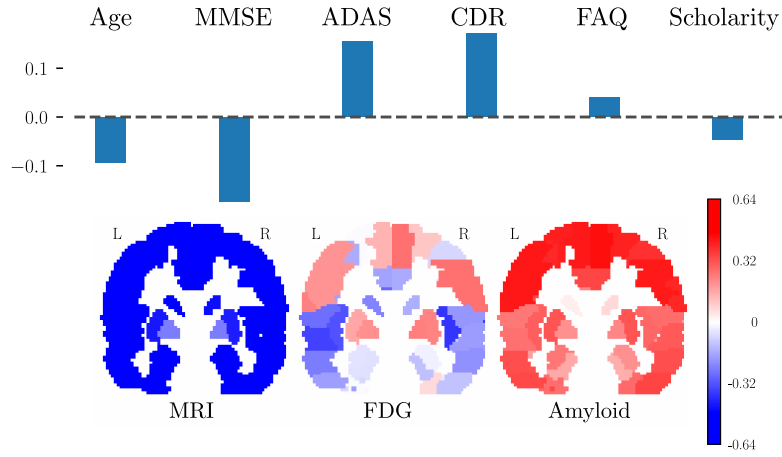 Age MMSE ADAS CDR FAQ Scholarity
0.1
0.0
−0.1
L R L R L R
0.64
0.32
0
-0.32
-0.64
MRI FDG Amyloid